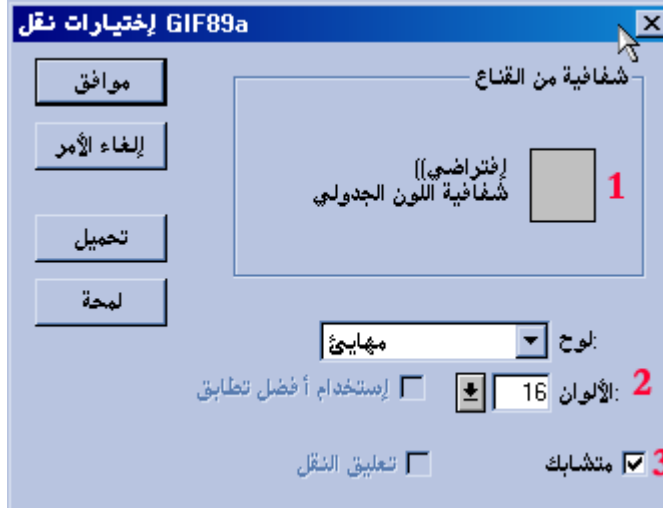 GIF89a إختيارات نقل
شفافية من القناع
موافق
إلغاء الأمر
إفتراضي))
شفافية اللون الجدولي
1
تحميل
لمحة
لوح:
مهايئ
الألوان:
16
إستخدام أفضل تطابق
2
متشابك
تعليق النقل
3